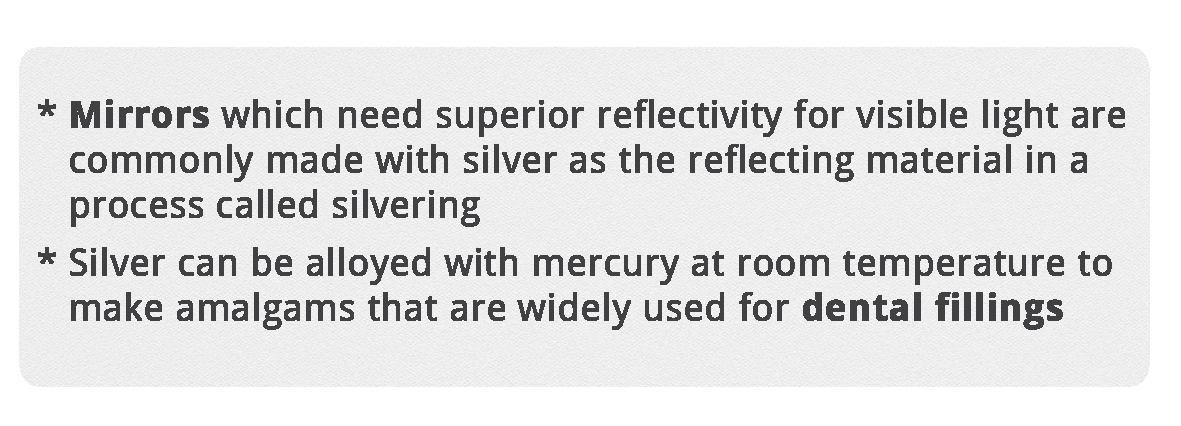 * Mirrors which need superior reflectivity for visible light are
commonly made with silver as the reflecting material in a
process called silvering
* Silver can be alloyed with mercury at room temperature to
make amalgams that are widely used for dental fillings